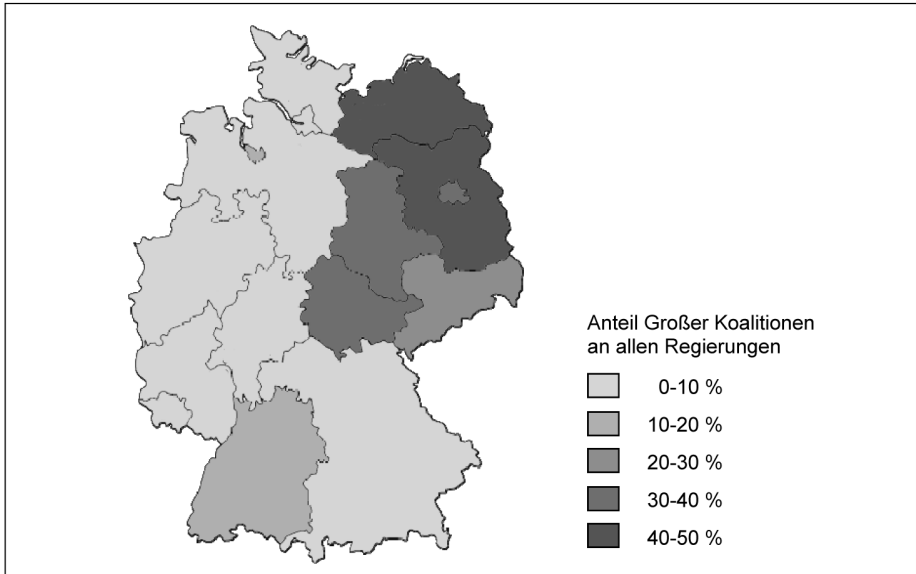 Anteil Großer Koalitionen
an allen Regierungen
0-10 %
10-20 %
20-30 %
30-40 %
40-50 %